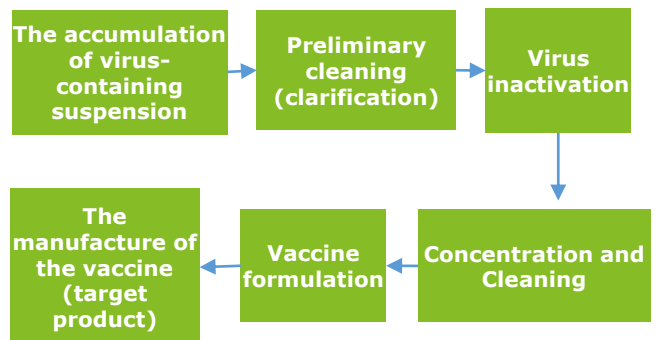 The accumulation
of virus-
containing
suspension
Preliminary
cleaning
(clarification)
Virus
inactivation
Concentration and
Cleaning
Vaccine
formulation
The
manufacture of
the vaccine
(target
product)